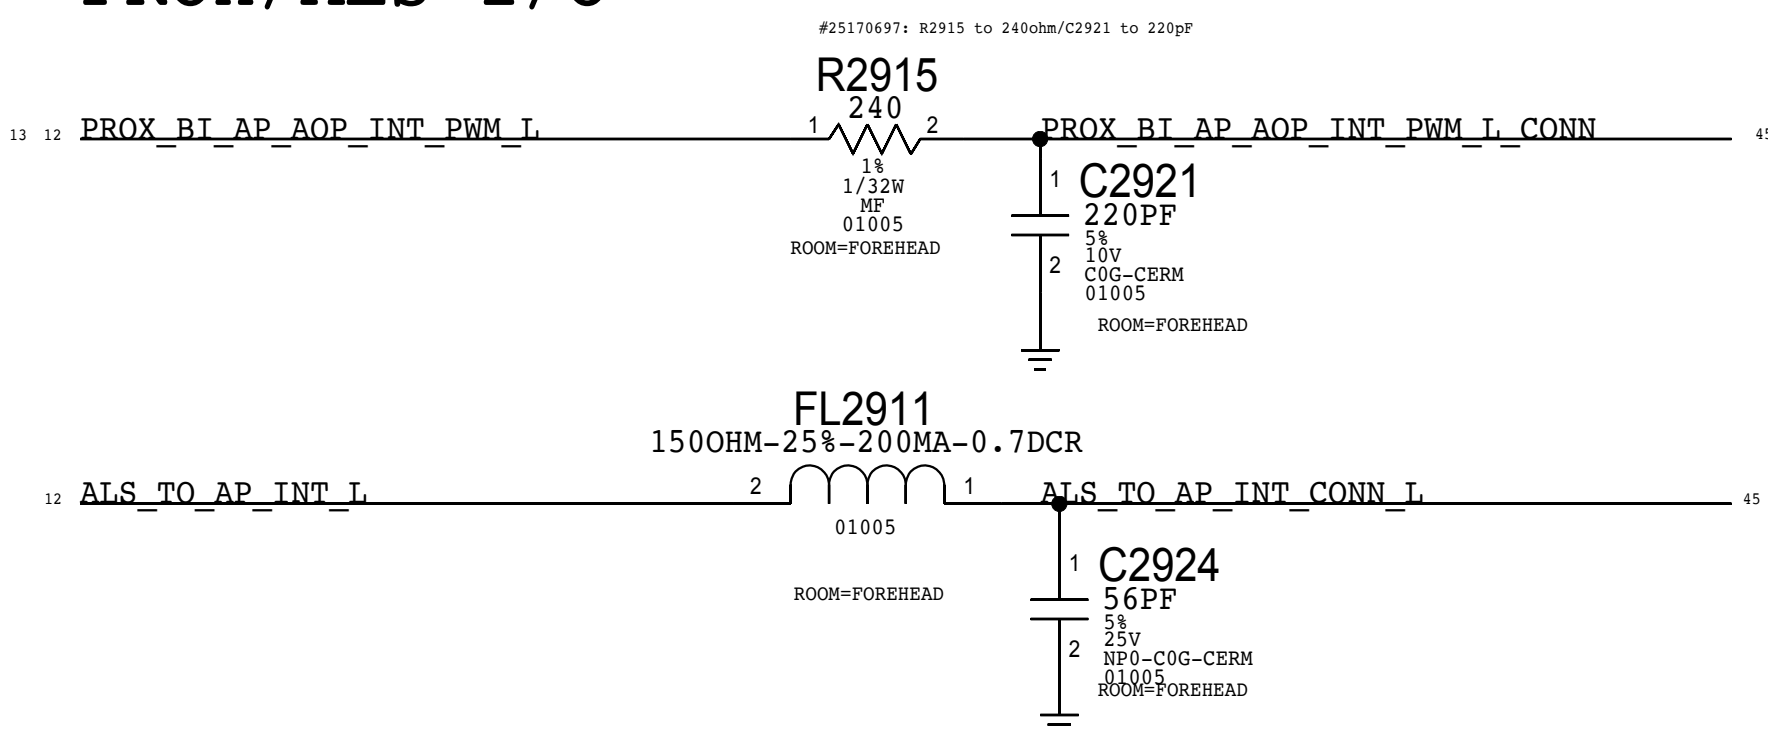 #25170697: R2915 to 240ohm/C2921 to 220pF
R2915
240
13 12 PROX_BI_AP_AOP_INT_PWM_L 1 2 PROX_BI_AP_AOP_INT_PWM_L_CONN
1%
1/32W
MF
01005
ROOM=FOREHEAD
1 C2921
220PF
5%
10V
2
C0G-CERM
01005
ROOM=FOREHEAD
FL2911
150OHM-25%-200MA-0.7DCR
12 ALS_TO_AP_INT_L 2 1 ALS_TO_AP_INT_CONN_L 45
01005
ROOM=FOREHEAD
1 C2924
56PF
5%
25V
2
NP0-C0G-CERM
01005
ROOM=FOREHEAD